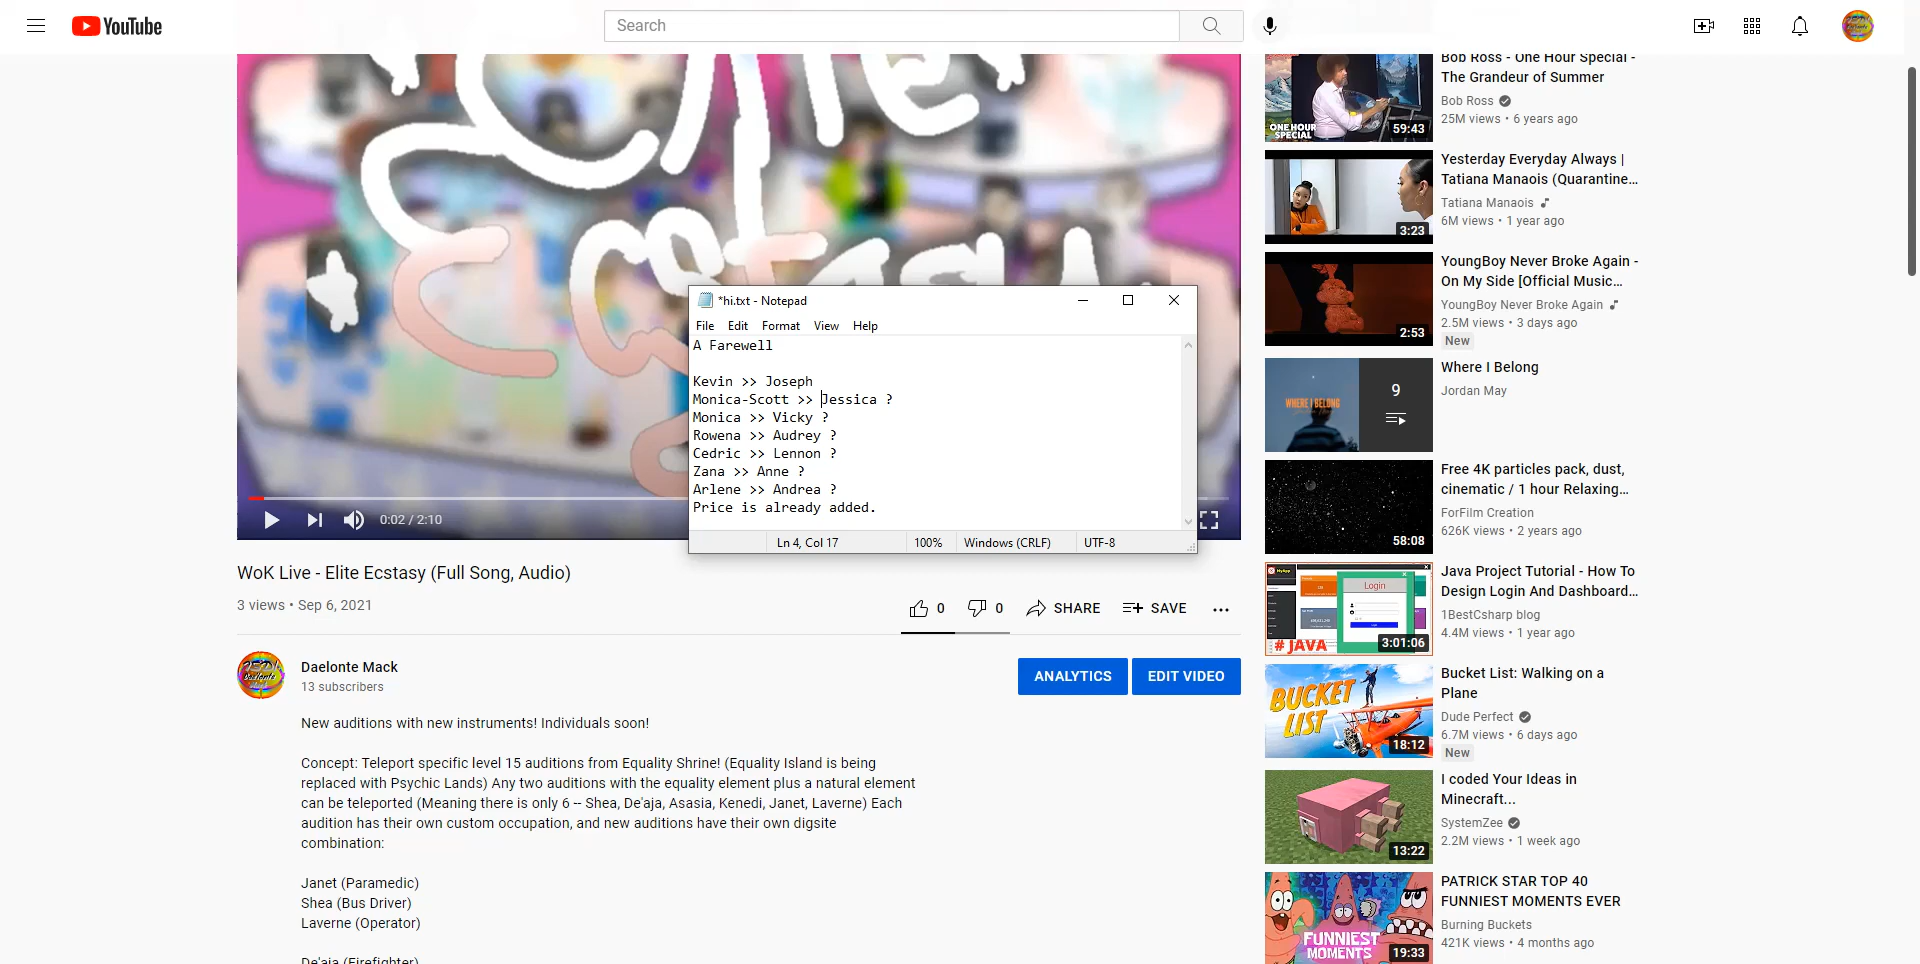 YouTube
Search
A Farewell
Kevin >> Joseph
Monica-Scott >> Jessica ?
Monica >> Vicky ?
Rowena >> Audrey ?
Cedric >> Lennon ?
Zana >> Anne ?
Arlene >> Andrea ?
Price is already added.
*hi.txt - Notepad
File Edit Format View Help
Ln 4, Col 17 100% Windows (CRLF) UTF-8
0:02 / 2:10
WoK Live - Elite Ecstasy (Full Song, Audio)
3 views • Sep 6, 2021
0 0 SHARE SAVE
Daelonte Mack
13 subscribers
ANALYTICS EDIT VIDEO
New auditions with new instruments! Individuals soon!
Concept: Teleport specific level 15 auditions from Equality Shrine! (Equality Island is being
replaced with Psychic Lands) Any two auditions with the equality element plus a natural element
can be teleported (Meaning there is only 6 -- Shea, De'aja, Asasia, Kenedi, Janet, Laverne) Each
audition has their own custom occupation, and new auditions have their own digsite
combination:
Janet (Paramedic)
Shea (Bus Driver)
Laverne (Operator)
De'aja (Firefighter)
Bob Ross - One Hour Special -
The Grandeur of Summer
Bob Ross
25M views • 6 years ago
ONE HOUR
SPECIAL
59:43
Yesterday Everyday Always |
Tatiana Manaois (Quarantine...
Tatiana Manaois
6M views • 1 year ago
3:23
YoungBoy Never Broke Again -
On My Side [Official Music...
YoungBoy Never Broke Again
2.5M views • 3 days ago
New
2:53
Where I Belong
Jordan May
WHERE I BELONG
9
Free 4K particles pack, dust,
cinematic / 1 hour Relaxing...
ForFilm Creation
626K views • 2 years ago
58:08
Java Project Tutorial - How To
Design Login And Dashboard...
1BestCsharp blog
4.4M views • 1 year ago
Login
# JAVA
3:01:06
Bucket List: Walking on a
Plane
Dude Perfect
6.7M views • 6 days ago
New
BUCKET
LIST
18:12
I coded Your Ideas in
Minecraft...
SystemZee
2.2M views • 1 week ago
13:22
PATRICK STAR TOP 40
FUNNIEST MOMENTS EVER
Burning Buckets
421K views • 4 months ago
FUNNIEST
MOMENTS
19:33